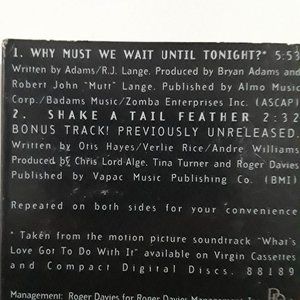 1. WHY MUST WE WAIT UNTIL TONIGHT?* 5:53
Written by Adams/R.J. Lange. Produced by Bryan Adams and
Robert John "Mutt" Lange. Published by Almo Music
Corp./Badams Music/Zomba Enterprises Inc. (ASCAP)
2. SHAKE A TAIL FEATHER 2:32
BONUS TRACK! PREVIOUSLY UNRELEASED.
Written by Otis Hayes/Verlie Rice/Andre Williams
Produced by Chris Lord-Alge, Tina Turner and Roger Davies
Published by Vapac Music Publishing Co. (BMI)
Repeated on both sides for your convenience
* Taken from the motion picture soundtrack "What's
Love Got To Do With It" available on Virgin Cassettes
and Compact Digital Discs. 88189
Management: Roger Davies for Roger Davies Management Inc.